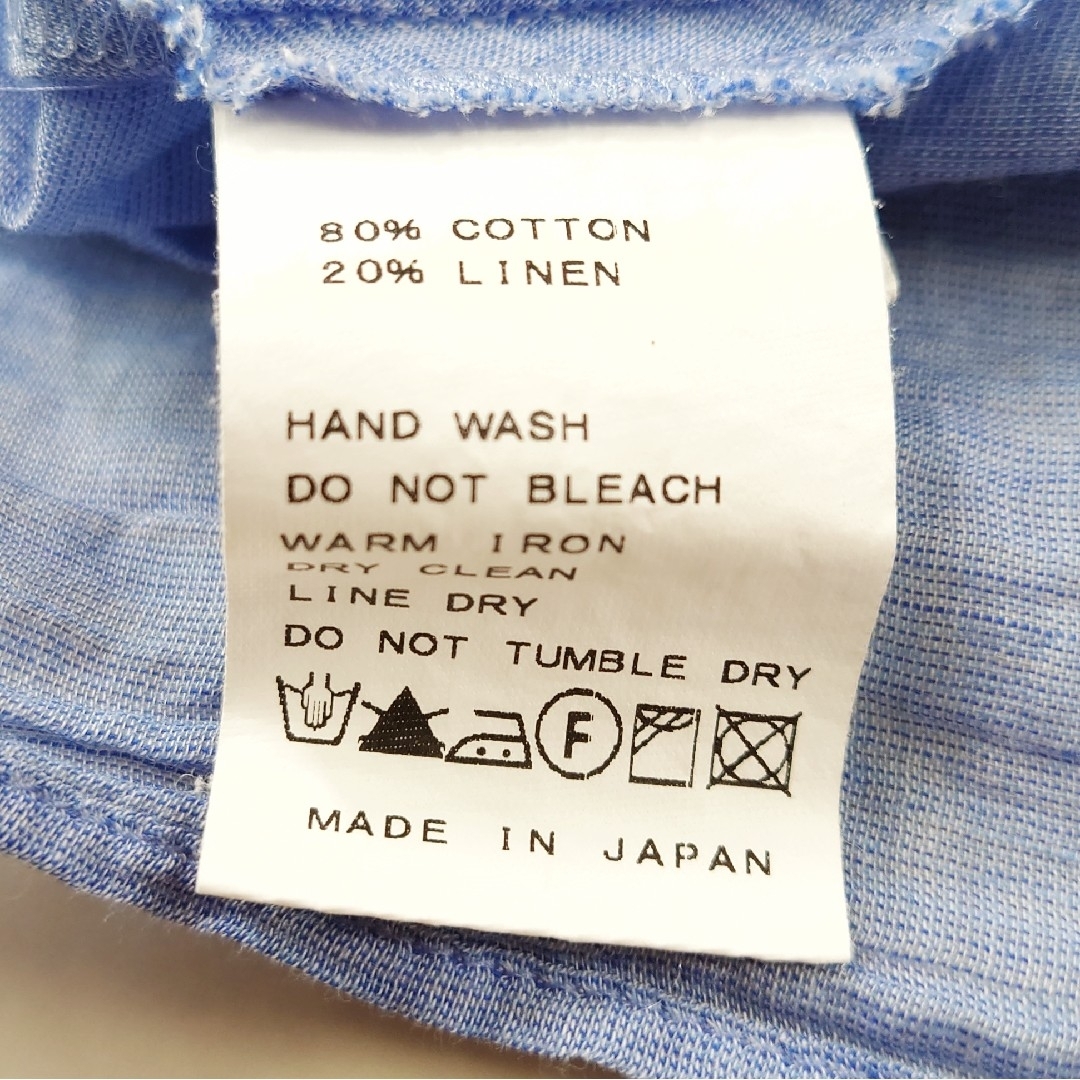 80% COTTON
20% LINEN
HAND WASH
DO NOT BLEACH
WARM IRON
DRY CLEAN
LINE DRY
DO NOT TUMBLE DRY
F
MADE IN JAPAN